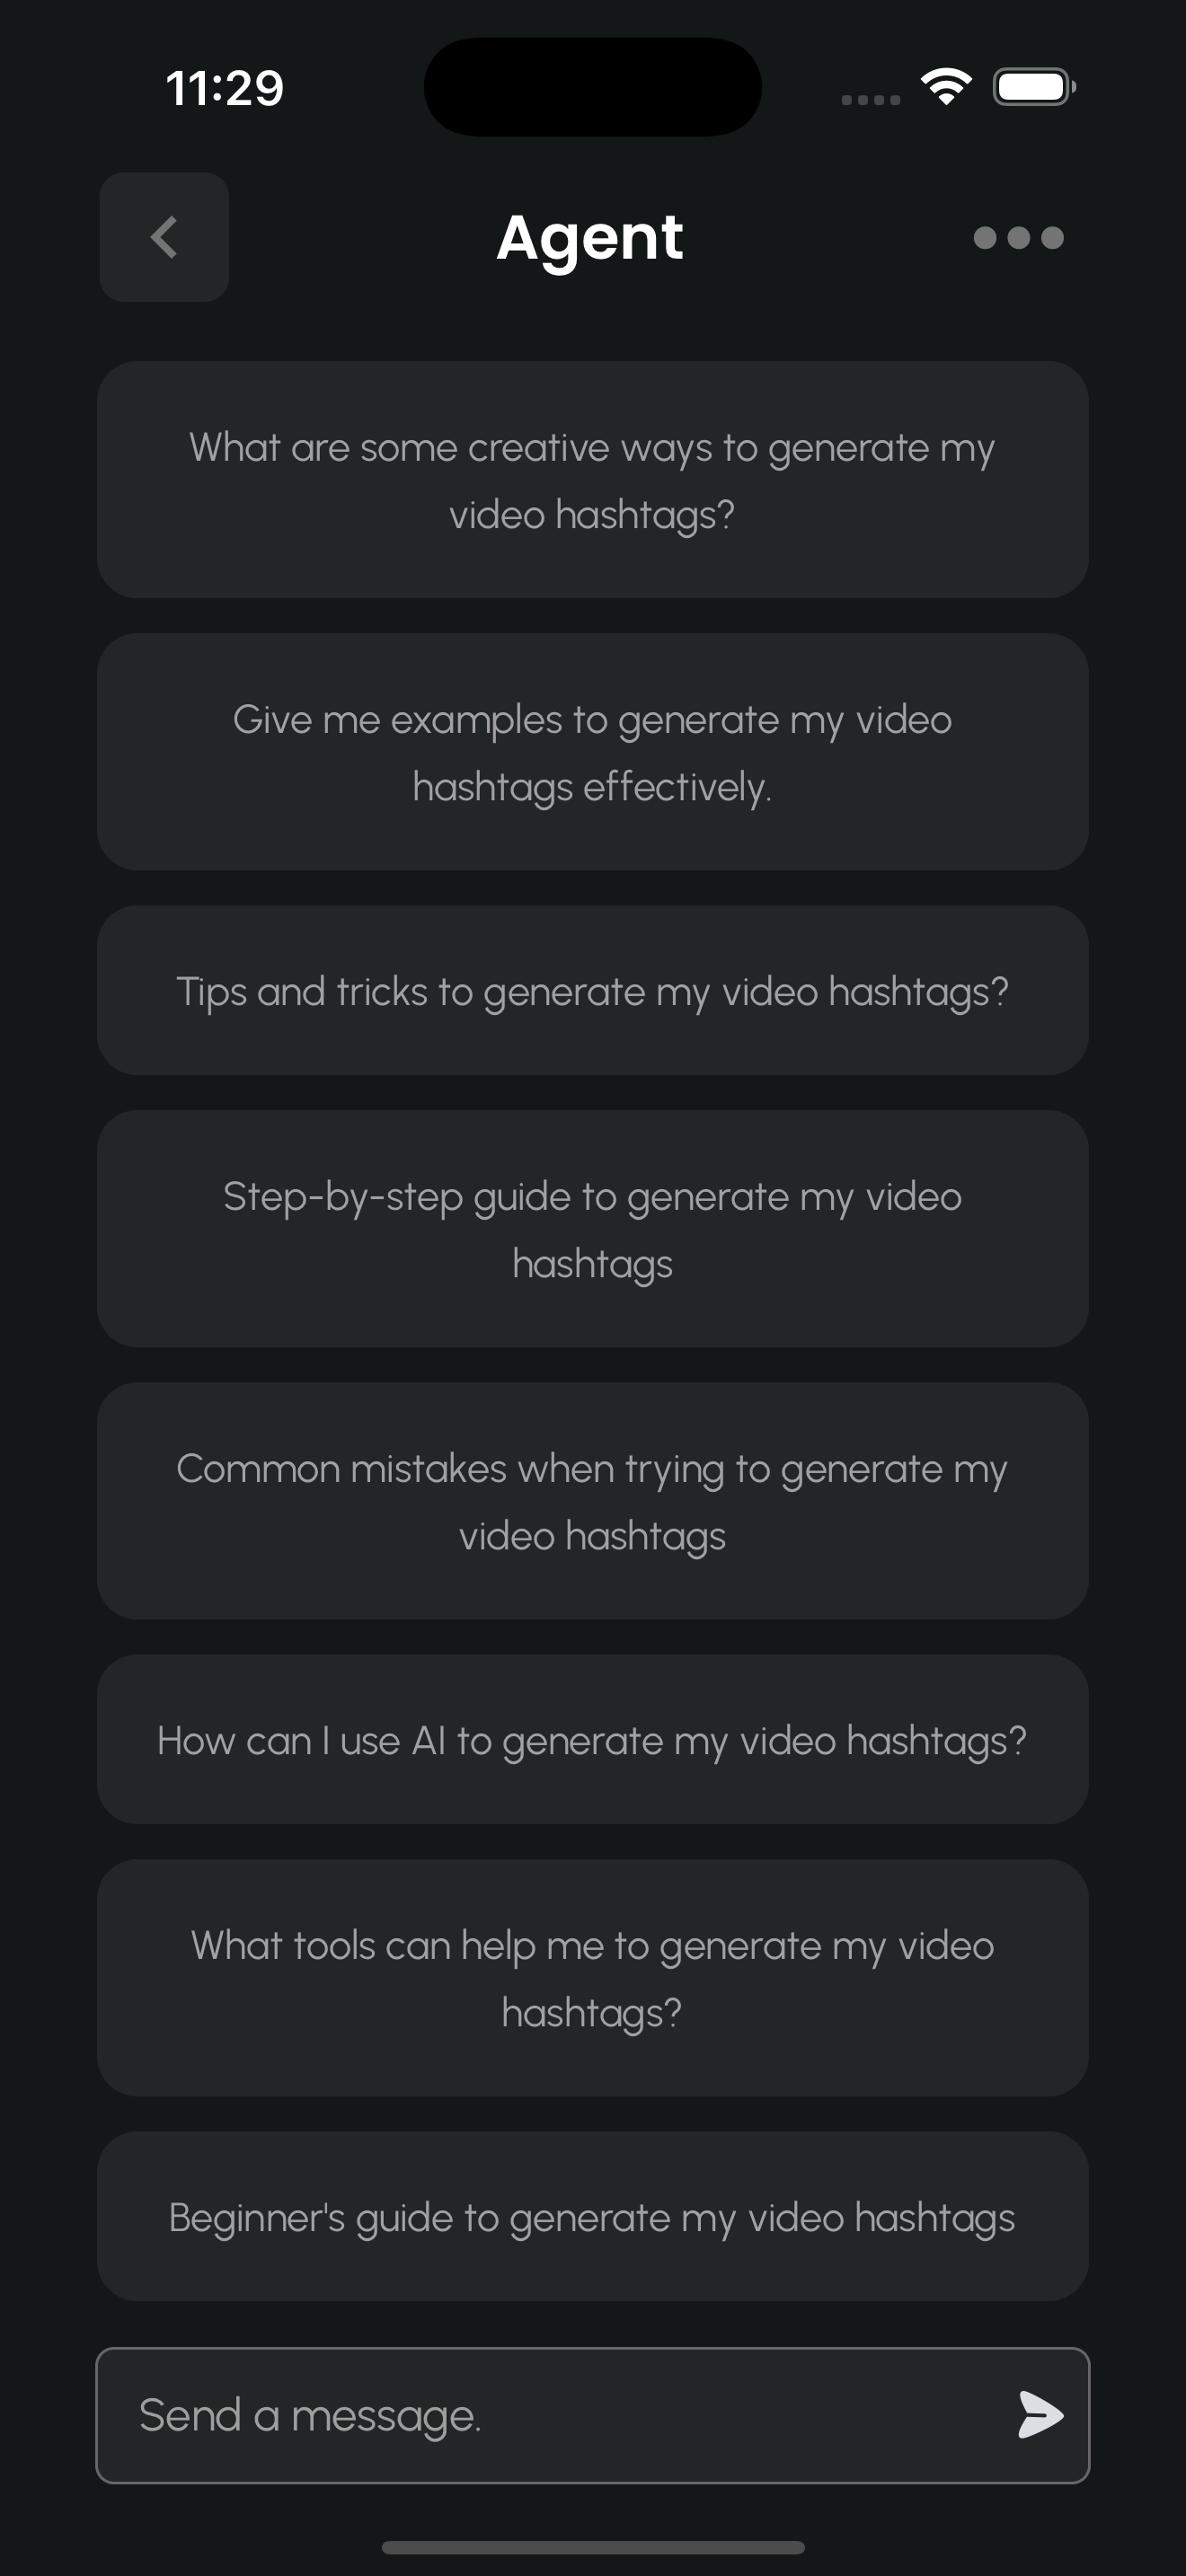 11:29
Agent
What are some creative ways to generate my
video hashtags?
Give me examples to generate my video
hashtags effectively.
Tips and tricks to generate my video hashtags?
Step-by-step guide to generate my video
hashtags
Common mistakes when trying to generate my
video hashtags
How can I use AI to generate my video hashtags?
What tools can help me to generate my video
hashtags?
Beginner's guide to generate my video hashtags
Send a message.